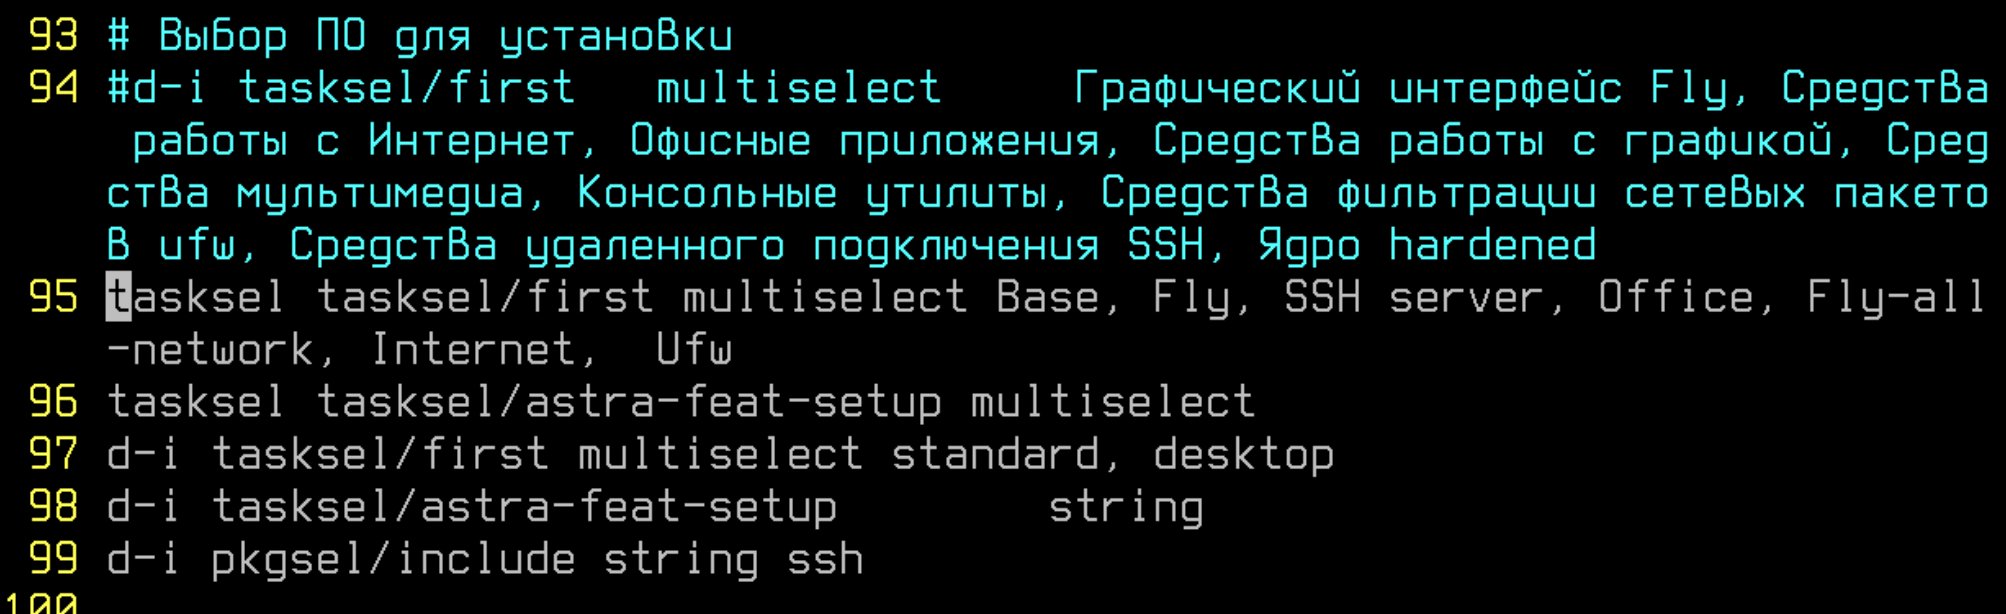 93 # Выбор ПО для установки
94 #d-i tasksel/first   multiselect     Графический интерфейс Fly, Средства
работы с Интернет, Офисные приложения, Средства работы с графикой, Сред
ства мультимедиа, Консольные утилиты, Средства фильтрации сетевых пакето
в ufw, Средства удаленного подключения SSH, Ядро hardened
95 tasksel tasksel/first multiselect Base, Fly, SSH server, Office, Fly-all
-network, Internet,  Ufw
96 tasksel tasksel/astra-feat-setup multiselect
97 d-i tasksel/first multiselect standard, desktop
98 d-i tasksel/astra-feat-setup        string
99 d-i pkgsel/include string ssh
100